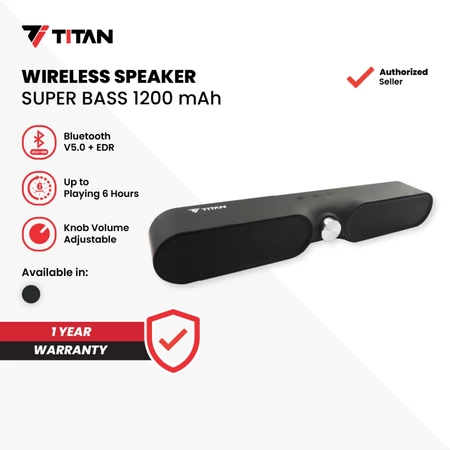 TITAN
WIRELESS SPEAKER
SUPER BASS 1200 mAh
Authorized
Seller
Bluetooth
V5.0 + EDR
6
Up to
Playing 6 Hours
Knob Volume
Adjustable
TITAN
Available in:
1 YEAR
WARRANTY